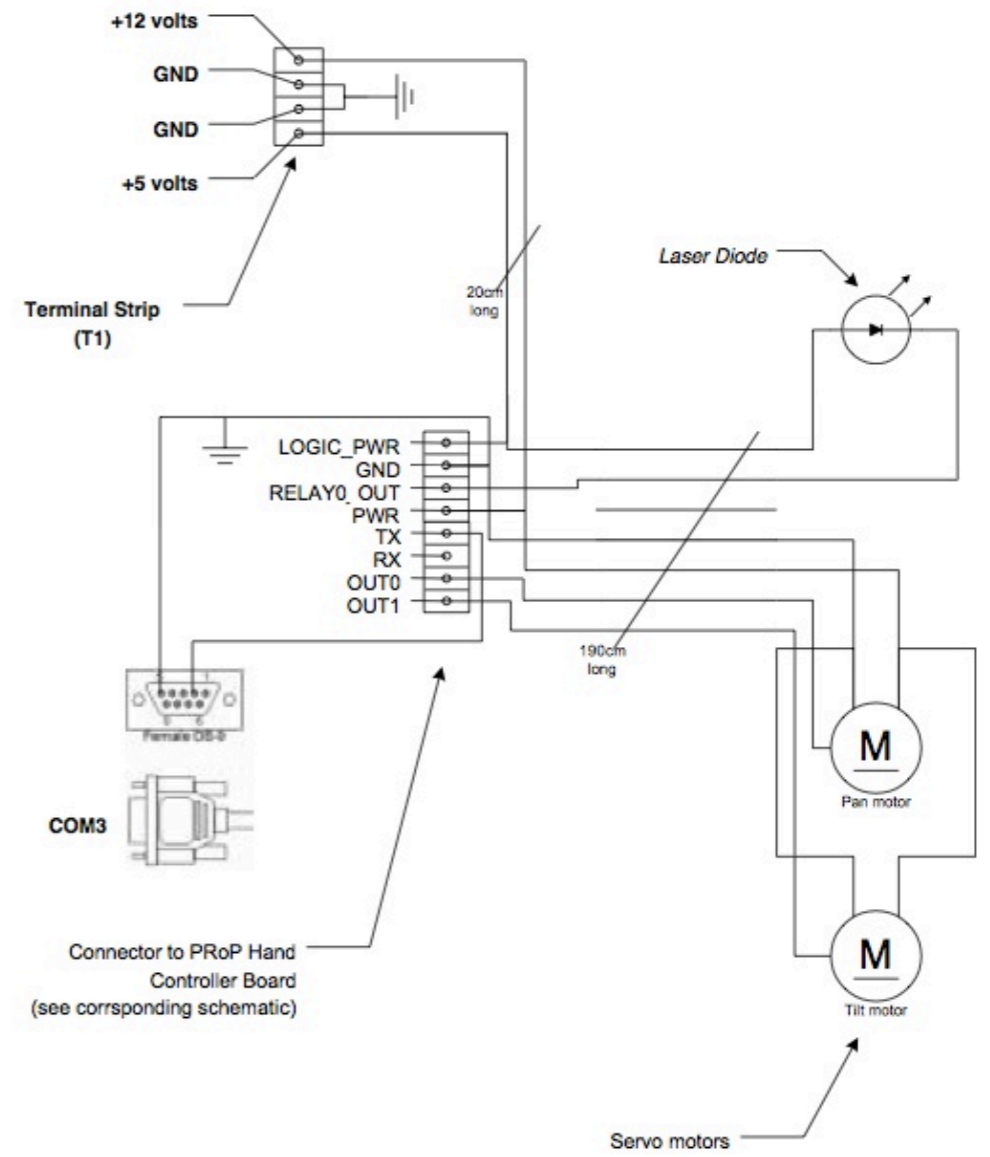 +12 volts
GND
GND
+5 volts
Terminal Strip
(T1)
20cm
long
Laser Diode
LOGIC_PWR
GND
RELAY0_OUT
PWR
TX
RX
OUT0
OUT1
190cm
long
Female DB-9
COM3
M
Pan motor
M
Tilt motor
Connector to PRoP Hand
Controller Board
(see corrsponding schematic)
Servo motors